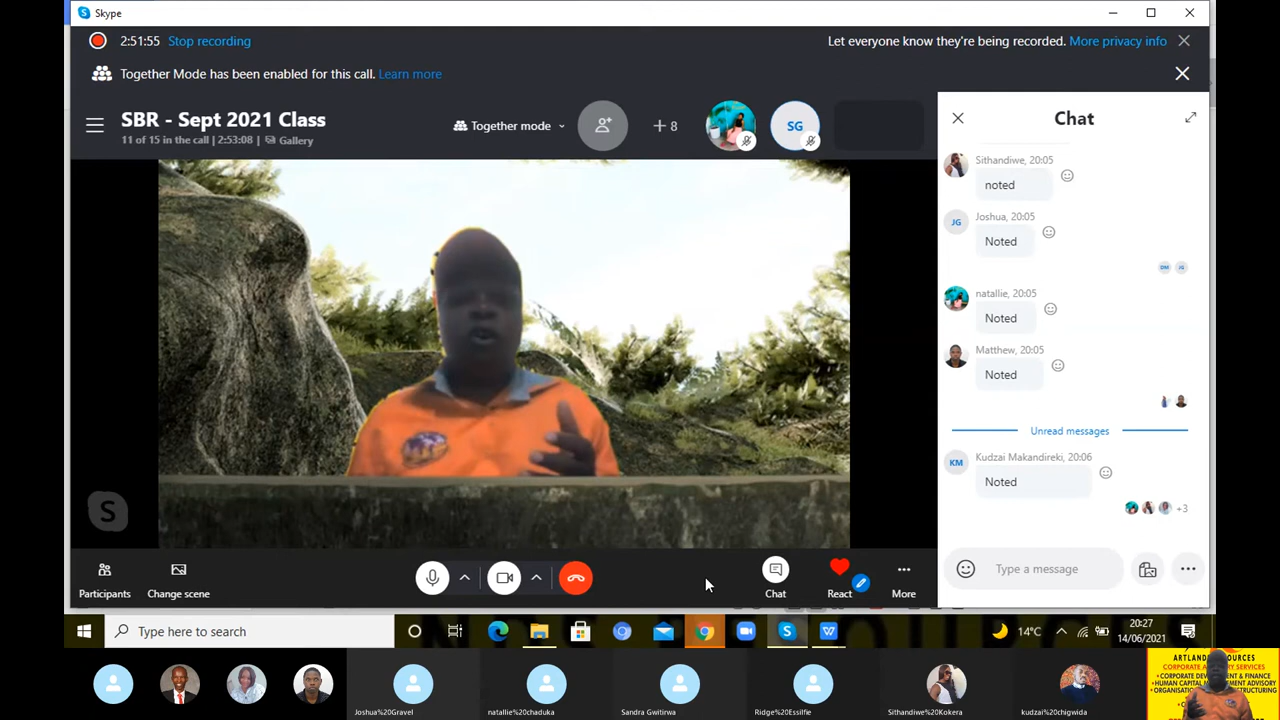 Skype
2:51:55 Stop recording
Let everyone know they're being recorded. More privacy info
Together Mode has been enabled for this call. Learn more
SBR - Sept 2021 Class
11 of 15 in the call | 2:53:08 | Gallery
Together mode
+ 8
SG
Chat
Sithandiwe, 20:05
noted
JG
Joshua, 20:05
Noted
DM JG
natallie, 20:05
Noted
Matthew, 20:05
Noted
Unread messages
KM
Kudzai Makandireki, 20:06
Noted
+3
Type a message
Participants
Change scene
Chat
React
More
Type here to search
14°C
20:27
14/06/2021
Joshua%20Gravel
natallie%20chaduka
Sandra Gwitirwa
Ridge%20Essilfie
Sithandiwe%20Kokera
kudzai%20chigwida
CORPORATE
CORPORATE DEVELOPMENT & FINANCE